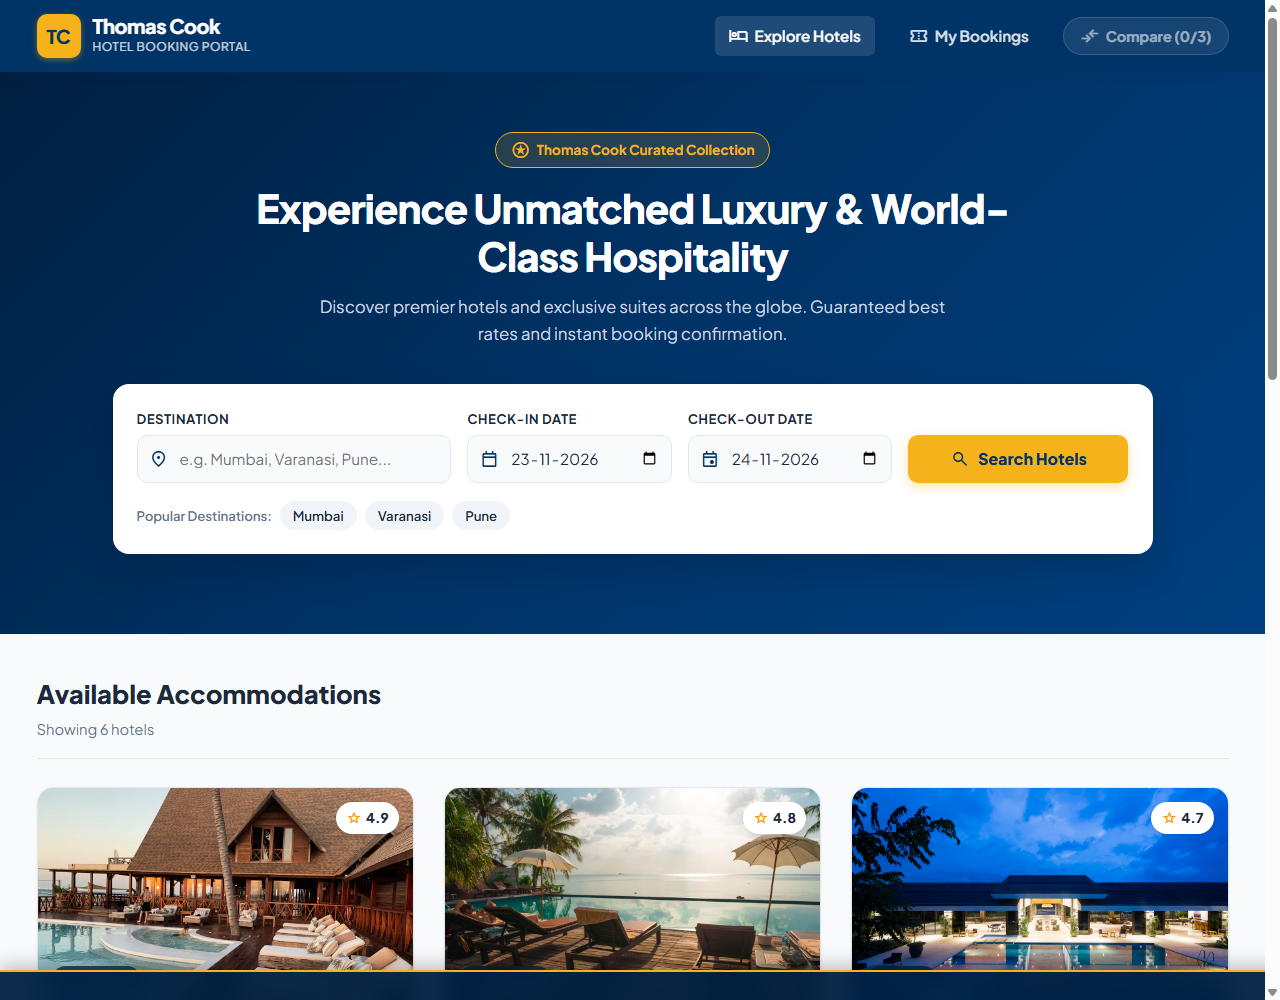 TC
Thomas Cook
HOTEL BOOKING PORTAL
Explore Hotels
My Bookings
Compare (0/3)
Thomas Cook Curated Collection
Experience Unmatched Luxury & World-
Class Hospitality
Discover premier hotels and exclusive suites across the globe. Guaranteed best
rates and instant booking confirmation.
DESTINATION
CHECK-IN DATE
CHECK-OUT DATE
e.g. Mumbai, Varanasi, Pune...
23-11-2026
24-11-2026
Search Hotels
Popular Destinations:
Mumbai
Varanasi
Pune
Available Accommodations
Showing 6 hotels
4.9
4.8
4.7